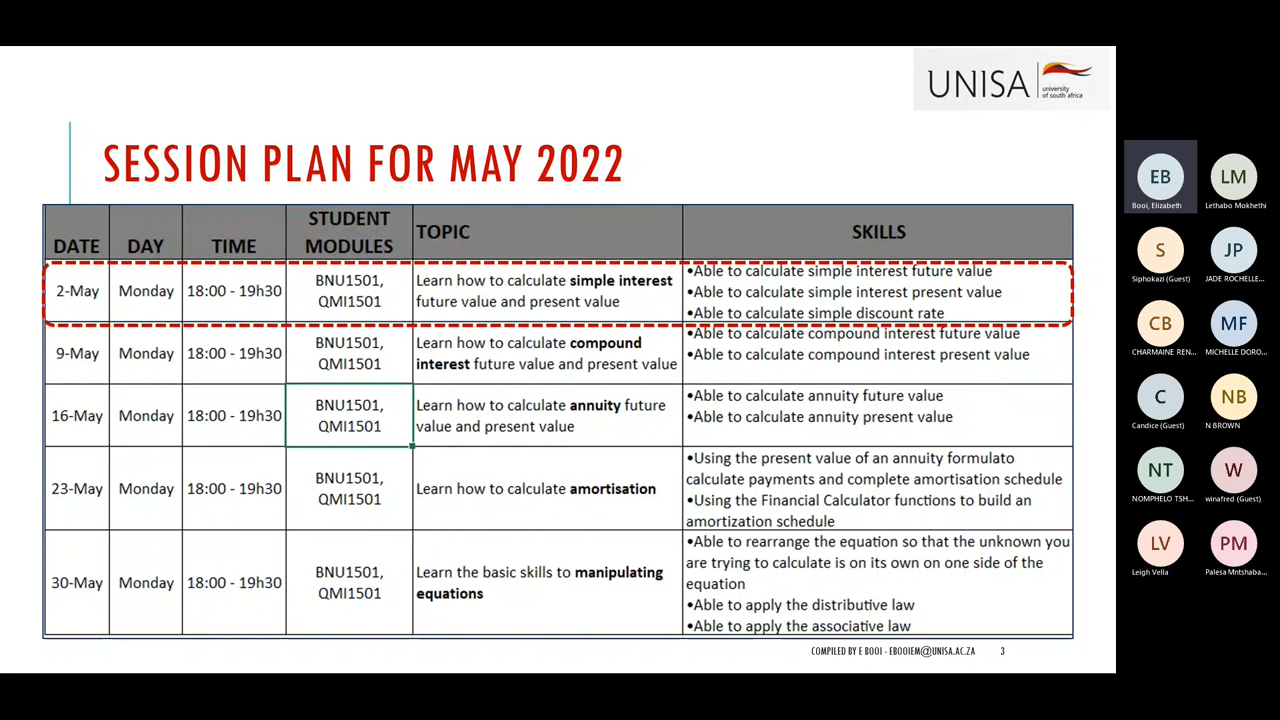 UNISA
university
of south africa
SESSION PLAN FOR MAY 2022
DATE
DAY
TIME
STUDENT
MODULES
TOPIC
SKILLS
2-May
Monday
18:00 - 19h30
BNU1501,
QMI1501
Learn how to calculate simple interest
future value and present value
•Able to calculate simple interest future value
•Able to calculate simple interest present value
•Able to calculate simple discount rate
9-May
Monday
18:00 - 19h30
BNU1501,
QMI1501
Learn how to calculate compound
interest future value and present value
•Able to calculate compound interest future value
•Able to calculate compound interest present value
16-May
Monday
18:00 - 19h30
BNU1501,
QMI1501
Learn how to calculate annuity future
value and present value
•Able to calculate annuity future value
•Able to calculate annuity present value
23-May
Monday
18:00 - 19h30
BNU1501,
QMI1501
Learn how to calculate amortisation
•Using the present value of an annuity formulato
calculate payments and complete amortisation schedule
•Using the Financial Calculator functions to build an
amortization schedule
30-May
Monday
18:00 - 19h30
BNU1501,
QMI1501
Learn the basic skills to manipulating
equations
•Able to rearrange the equation so that the unknown you
are trying to calculate is on its own on one side of the
equation
•Able to apply the distributive law
•Able to apply the associative law
COMPILED BY E BOOI - EBOOIEM@UNISA.AC.ZA
3
EB
Booi, Elizabeth
LM
Lethabo Mokhethi
S
Siphokazi (Guest)
JP
JADE ROCHELLE...
CB
CHARMAINE REN...
MF
MICHELLE DORO...
C
Candice (Guest)
NB
N BROWN
NT
NOMPHELO TSH...
W
winafred (Guest)
LV
Leigh Vella
PM
Palesa Mntshaba...